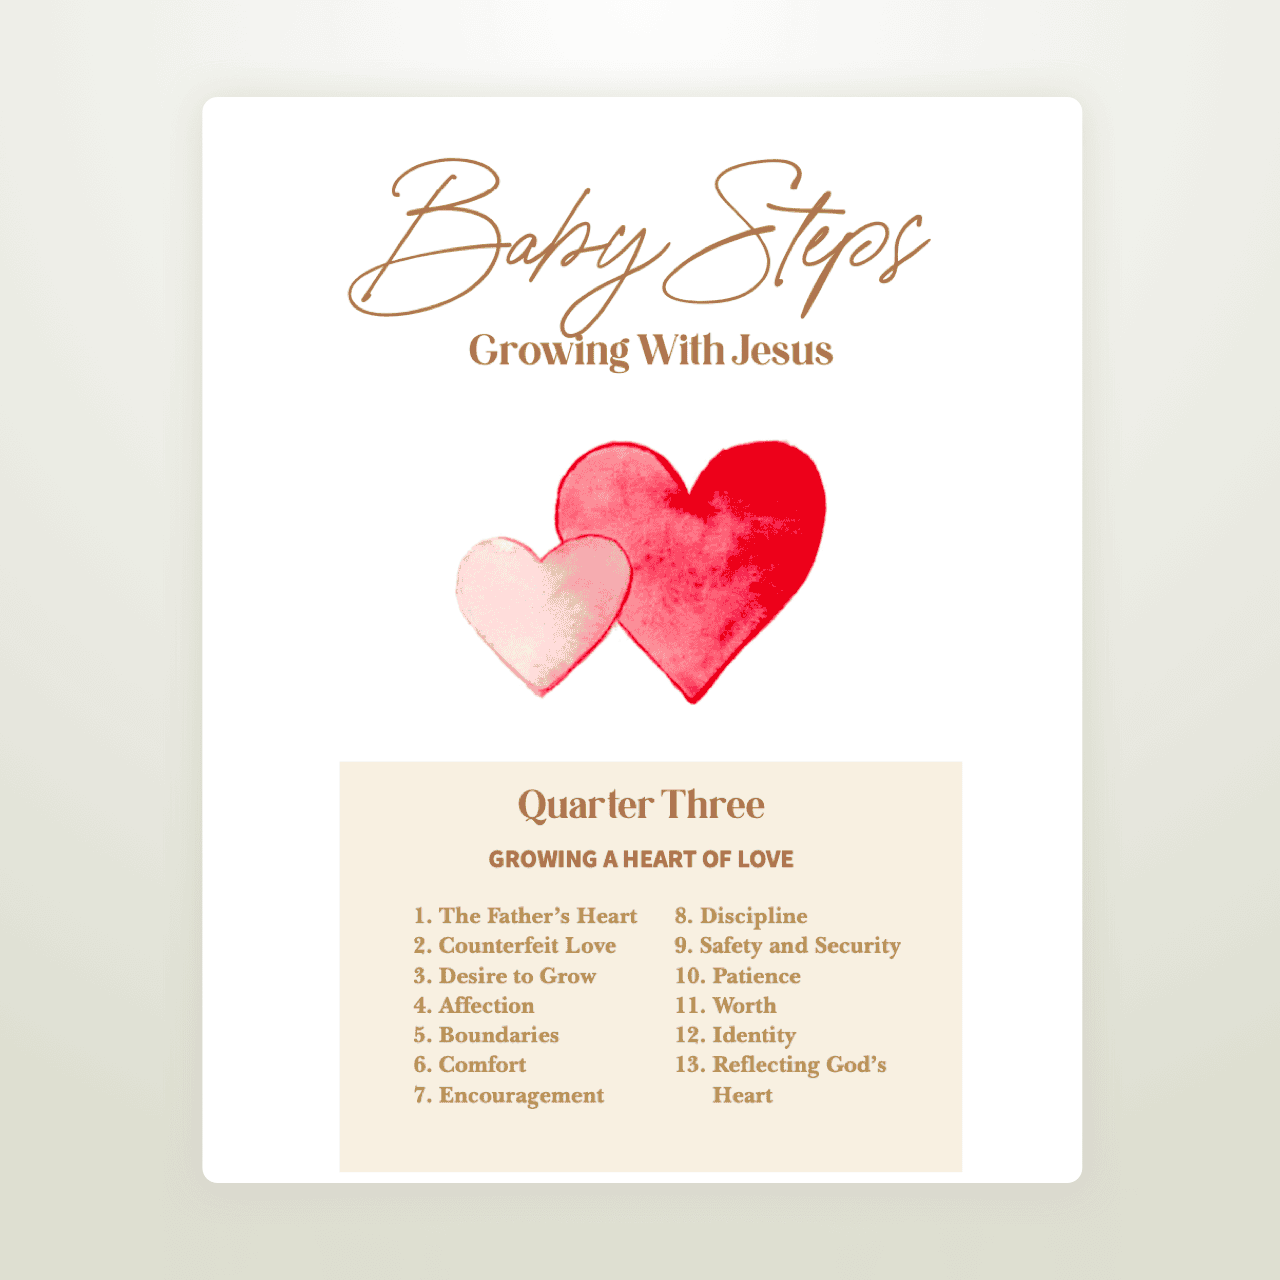 Baby Steps
Growing With Jesus
Quarter Three
GROWING A HEART OF LOVE
1. The Father’s Heart
2. Counterfeit Love
3. Desire to Grow
4. Affection
5. Boundaries
6. Comfort
7. Encouragement
8. Discipline
9. Safety and Security
10. Patience
11. Worth
12. Identity
13. Reflecting God’s
Heart